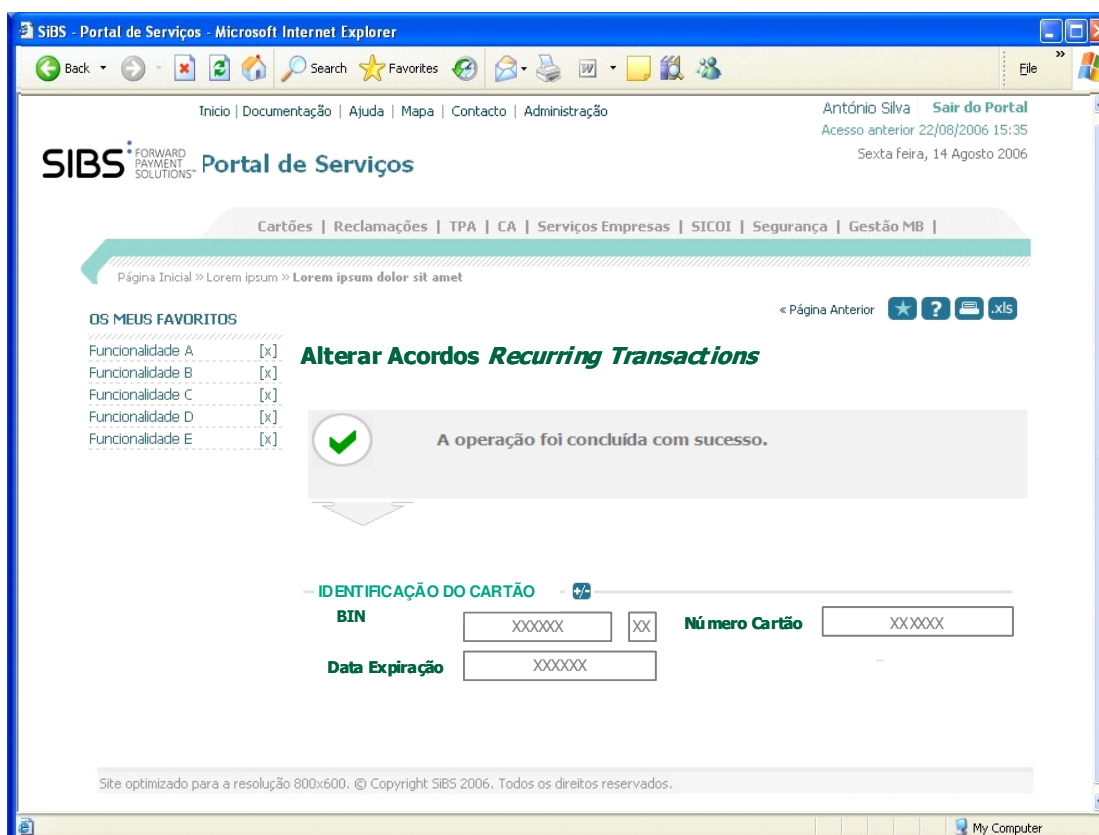 SiBS - Portal de Serviços - Microsoft Internet Explorer
Back Search Favorites File »
Inicio | Documentação | Ajuda | Mapa | Contacto | Administração
António Silva Sair do Portal
Acesso anterior 22/08/2006 15:35
Sexta feira, 14 Agosto 2006
SIBS FORWARD PAYMENT SOLUTIONS™ Portal de Serviços
Cartões | Reclamações | TPA | CA | Serviços Empresas | SICOI | Segurança | Gestão MB |
Página Inicial » Lorem ipsum » Lorem ipsum dolor sit amet
« Página Anterior ? .xls
OS MEUS FAVORITOS
Funcionalidade A [x]
Funcionalidade B [x]
Funcionalidade C [x]
Funcionalidade D [x]
Funcionalidade E [x]
Alterar Acordos Recurring Transactions
A operação foi concluída com sucesso.
IDENTIFICAÇÃO DO CARTÃO +/-
BIN XXXXXX XX Número Cartão XXXXXX
Data Expiração XXXXXX
Site optimizado para a resolução 800x600. © Copyright SiBS 2006. Todos os direitos reservados.
My Computer